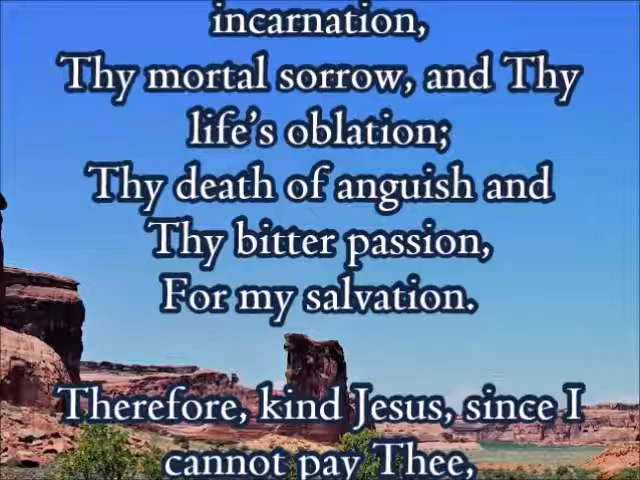 incarnation,
Thy mortal sorrow, and Thy
life's oblation;
Thy death of anguish and
Thy bitter passion,
For my salvation.
Therefore, kind Jesus, since I
cannot pay Thee,